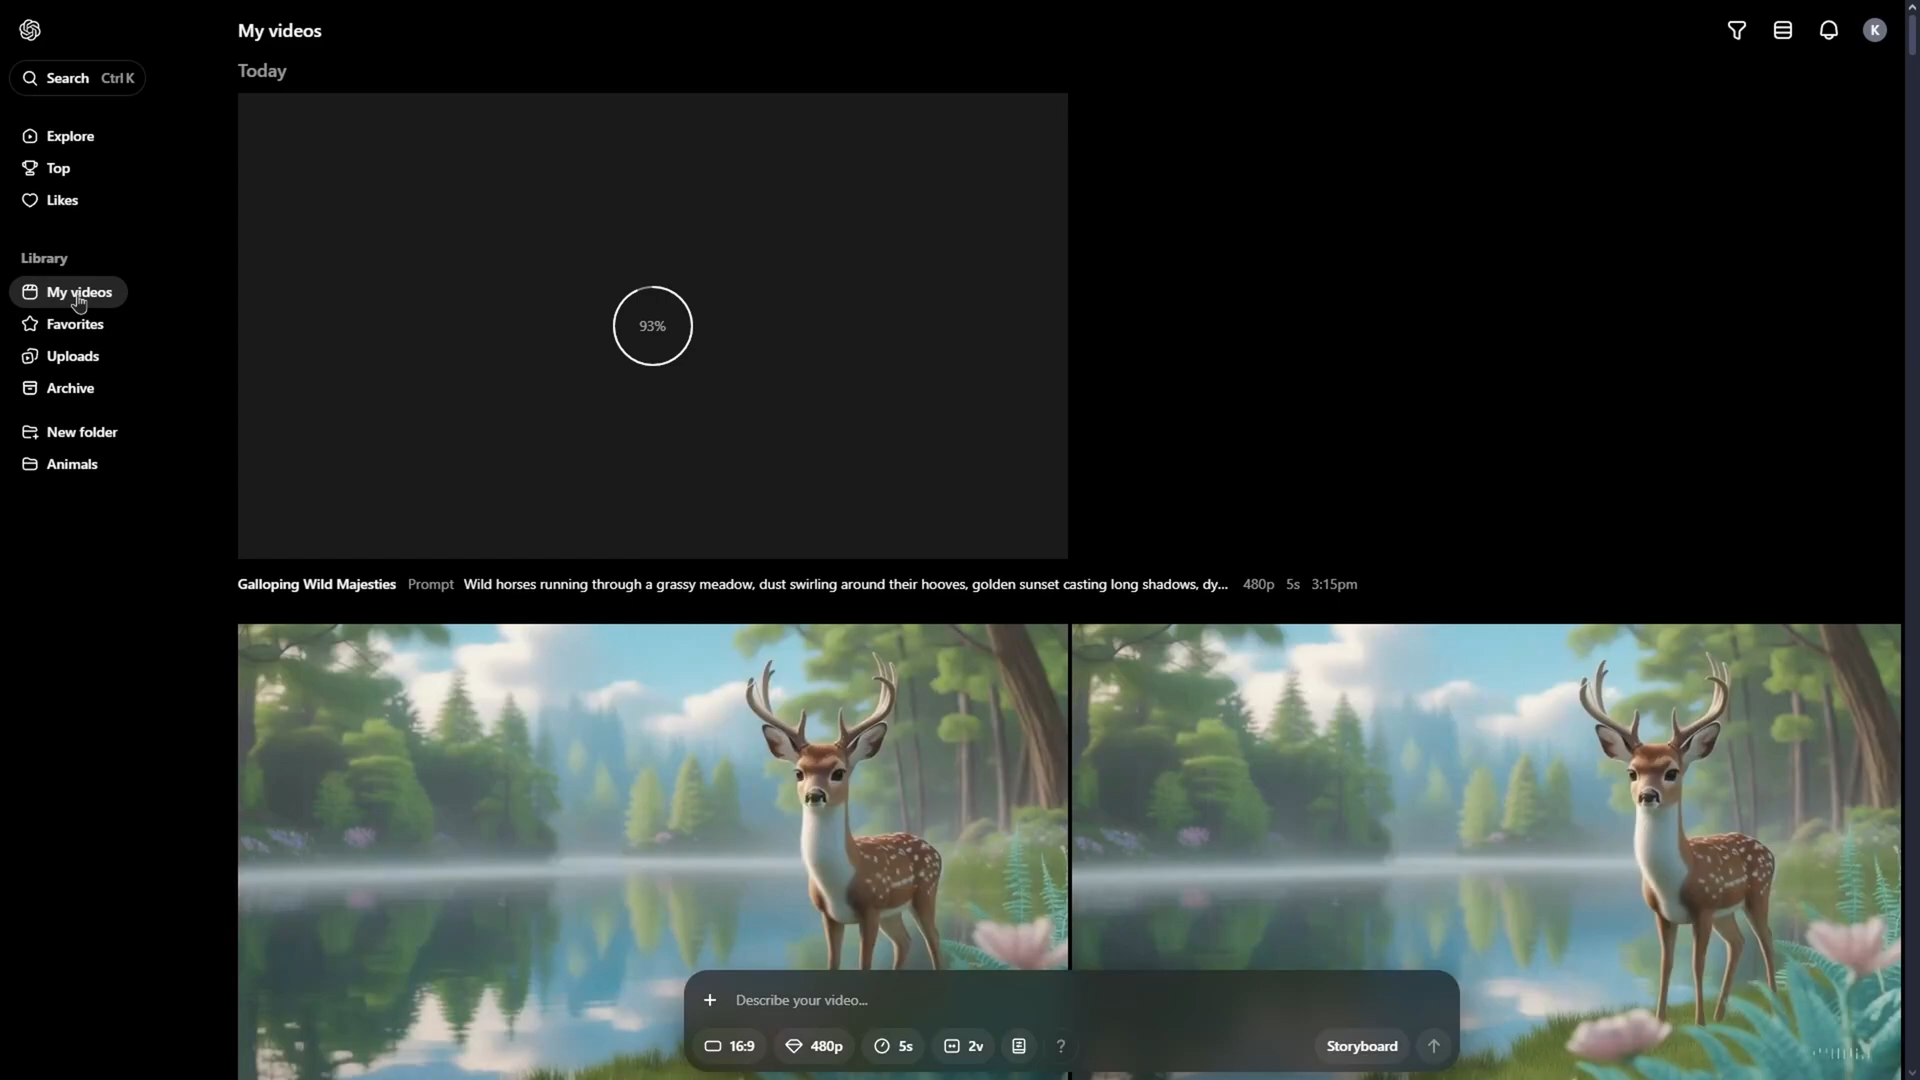 My videos
K
Search Ctrl K
Today
Explore
Top
Likes
Library
My videos
Favorites
Uploads
Archive
New folder
Animals
93%
Galloping Wild Majesties Prompt Wild horses running through a grassy meadow, dust swirling around their hooves, golden sunset casting long shadows, dy... 480p 5s 3:15pm
Describe your video...
16:9 480p 5s 2v ? Storyboard